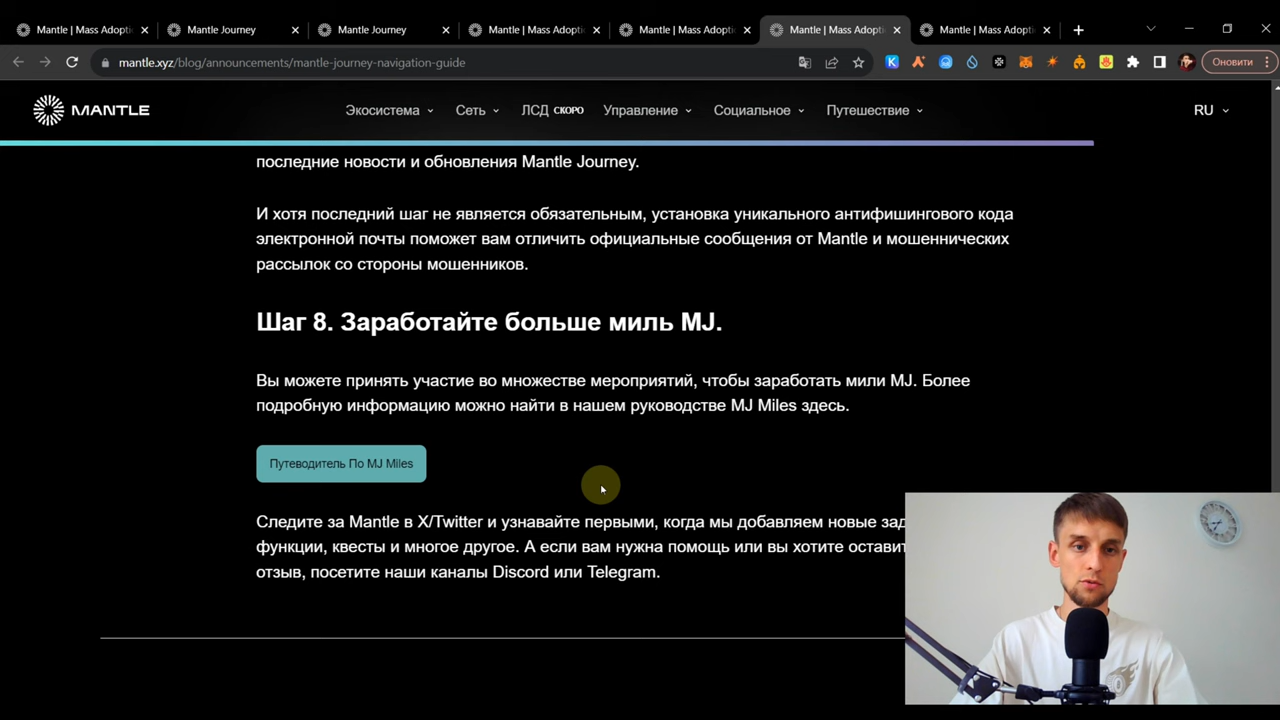 Mantle | Mass Adopti
Mantle Journey
Mantle Journey
Mantle | Mass Adopti
Mantle | Mass Adopti
Mantle | Mass Adopti
Mantle | Mass Adopti
mantle.xyz/blog/announcements/mantle-journey-navigation-guide
Оновити
MANTLE
Экосистема
Сеть
ЛСД СКОРО
Управление
Социальное
Путешествие
RU
последние новости и обновления Mantle Journey.
И хотя последний шаг не является обязательным, установка уникального антифишингового кода
электронной почты поможет вам отличить официальные сообщения от Mantle и мошеннических
рассылок со стороны мошенников.
Шаг 8. Заработайте больше миль MJ.
Вы можете принять участие во множестве мероприятий, чтобы заработать мили MJ. Более
подробную информацию можно найти в нашем руководстве MJ Miles здесь.
Путеводитель По MJ Miles
Следите за Mantle в X/Twitter и узнавайте первыми, когда мы добавляем новые зад
функции, квесты и многое другое. А если вам нужна помощь или вы хотите оставит
отзыв, посетите наши каналы Discord или Telegram.